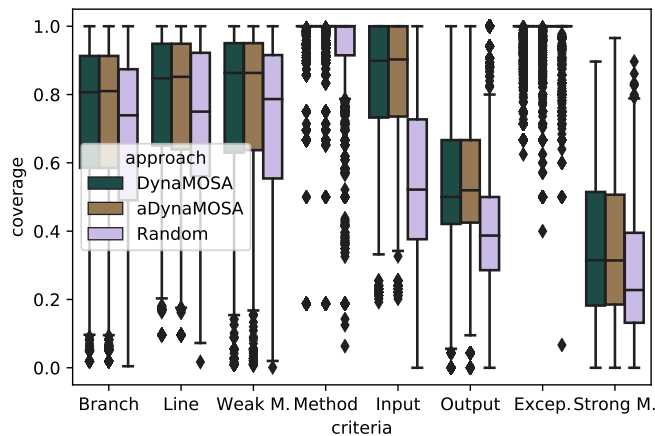 1.0
0.8
0.6
0.4
0.2
0.0
coverage
approach
DynaMOSA
aDynaMOSA
Random
Branch Line Weak M. Method Input Output Excep. Strong M.
criteria